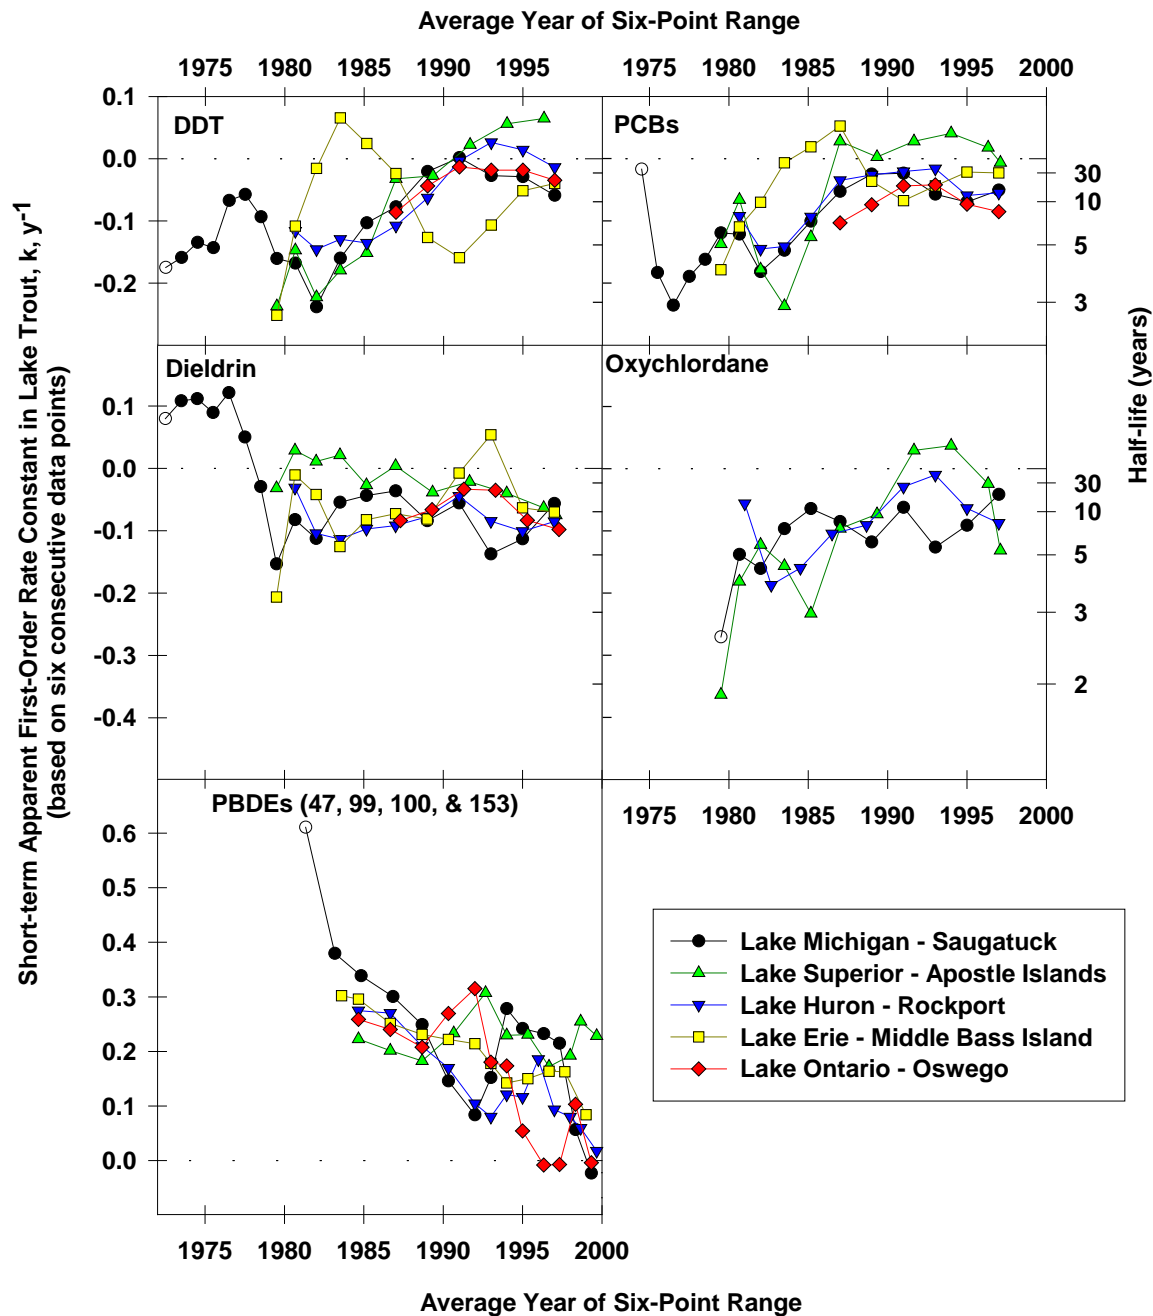 Average Year of Six-Point Range
1975 1980 1985 1990 1995 1975 1980 1985 1990 1995 2000
DDT
PCBs
0.1
0.0
-0.1
-0.2
30
10
5
3
Dieldrin
Oxychlordane
0.1
0.0
-0.1
-0.2
-0.3
-0.4
30
10
5
3
2
Short-term Apparent First-Order Rate Constant in Lake Trout, k, y⁻¹
(based on six consecutive data points)
Half-life (years)
PBDEs (47, 99, 100, & 153)
1975 1980 1985 1990 1995 2000
0.6
0.5
0.4
0.3
0.2
0.1
0.0
Lake Michigan - Saugatuck
Lake Superior - Apostle Islands
Lake Huron - Rockport
Lake Erie - Middle Bass Island
Lake Ontario - Oswego
1975 1980 1985 1990 1995 2000
Average Year of Six-Point Range